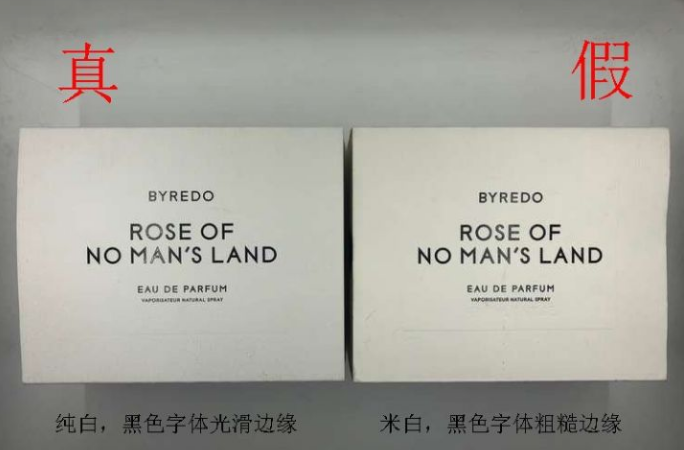 真
假
BYREDO
ROSE OF
NO MAN'S LAND
EAU DE PARFUM
VAPORISATEUR NATURAL SPRAY
BYREDO
ROSE OF
NO MAN'S LAND
EAU DE PARFUM
VAPORISATEUR NATURAL SPRAY
纯白，黑色字体光滑边缘
米白，黑色字体粗糙边缘